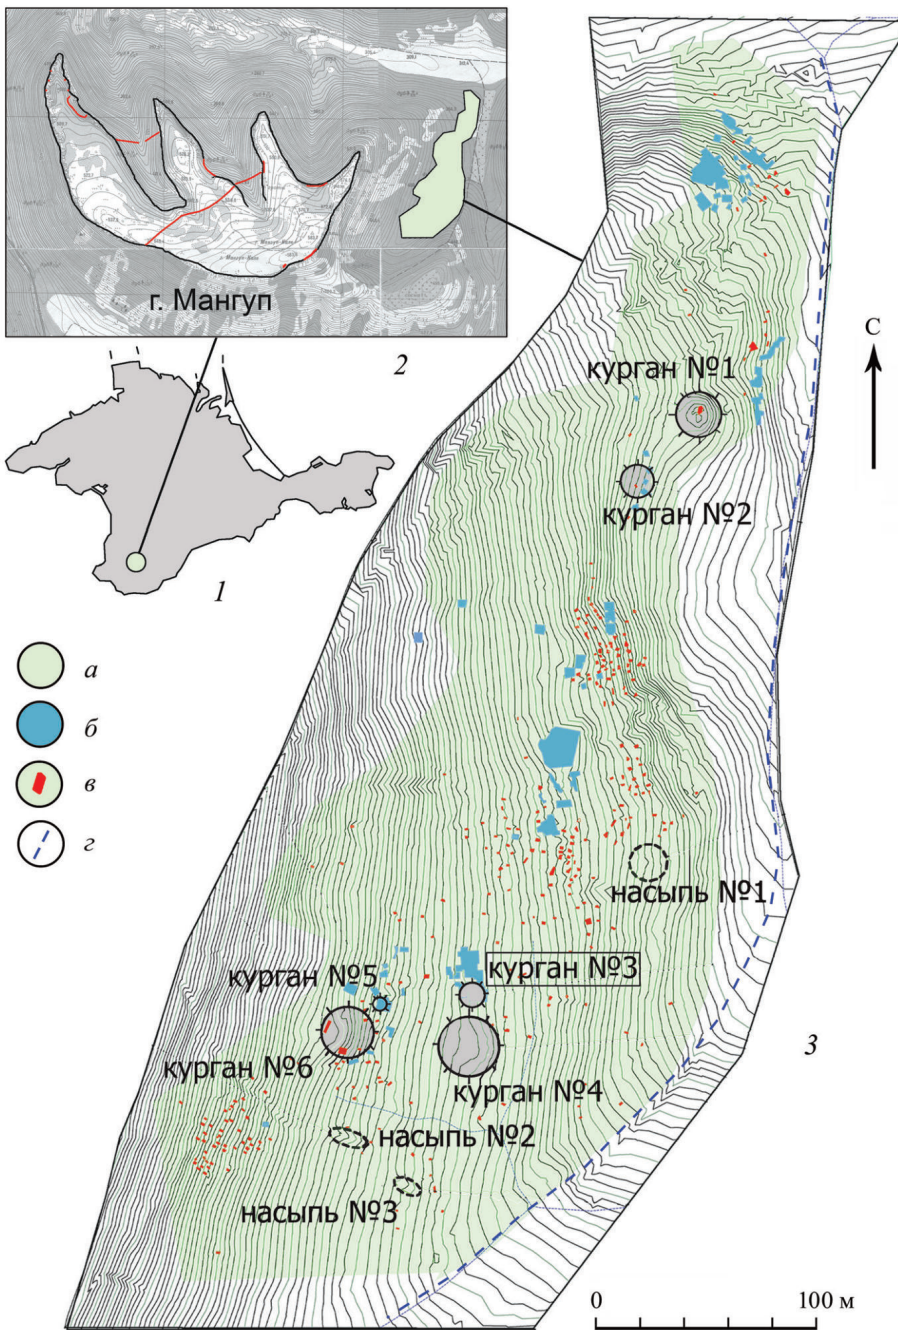 г. Мангуп
2
1
а
б
в
г
С
курган №1
курган №2
насыпь №1
курган №3
курган №5
3
курган №6
курган №4
насыпь №2
насыпь №3
0
100 м